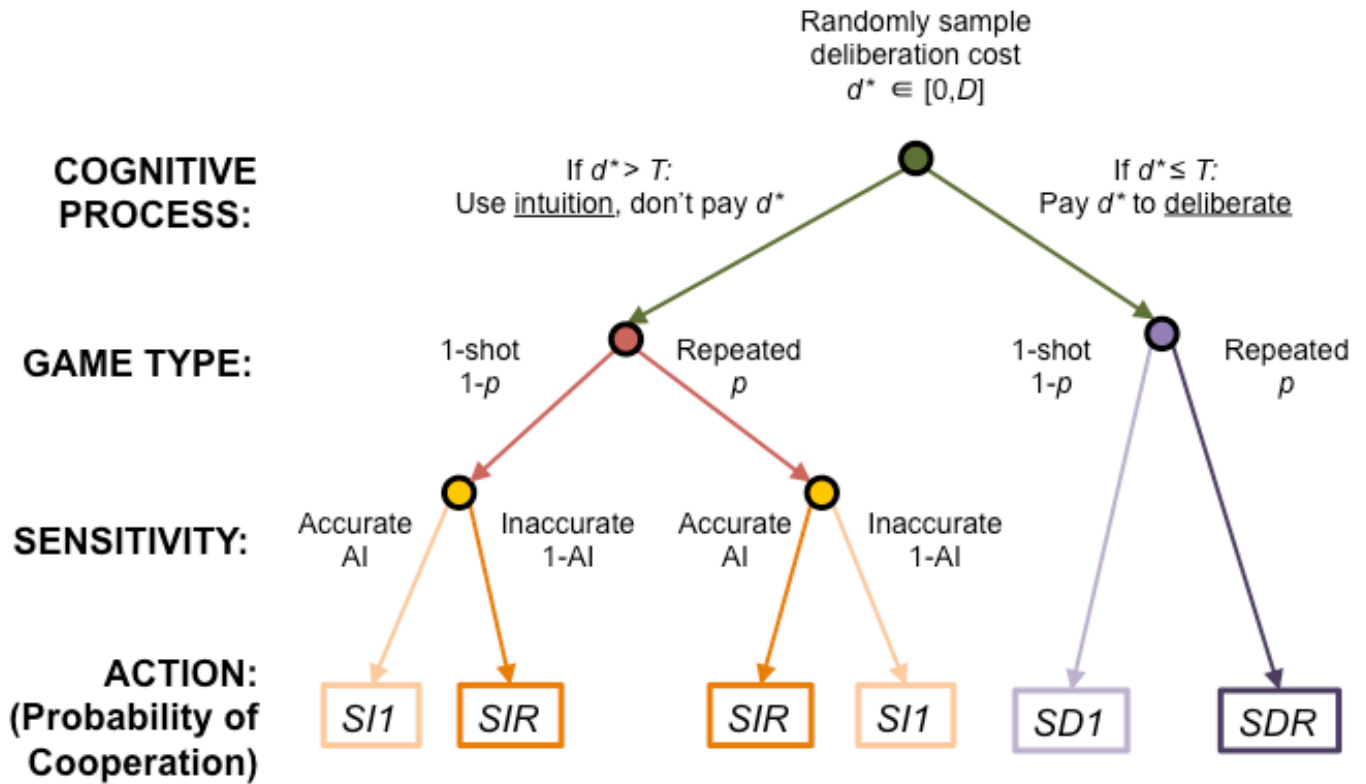 Randomly sample
deliberation cost
d* ∈ [0,D]
COGNITIVE
PROCESS:
If d* > T:
Use intuition, don't pay d*
If d* ≤ T:
Pay d* to deliberate
GAME TYPE:
1-shot
1-p
Repeated
p
1-shot
1-p
Repeated
p
SENSITIVITY:
Accurate
AI
Inaccurate
1-AI
Accurate
AI
Inaccurate
1-AI
ACTION:
(Probability of
Cooperation)
SI1
SIR
SIR
SI1
SD1
SDR